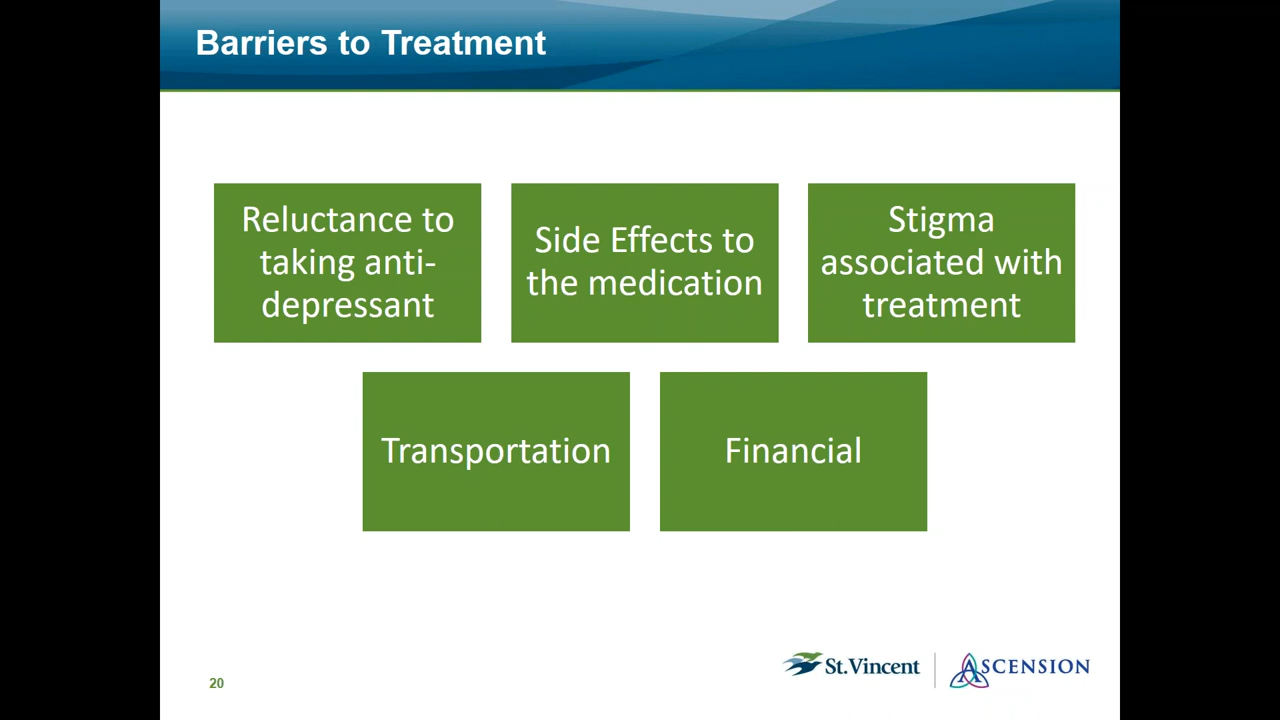 Barriers to Treatment
Reluctance to
taking anti-
depressant
Side Effects to
the medication
Stigma
associated with
treatment
Transportation
Financial
20
St.Vincent
ASCENSION